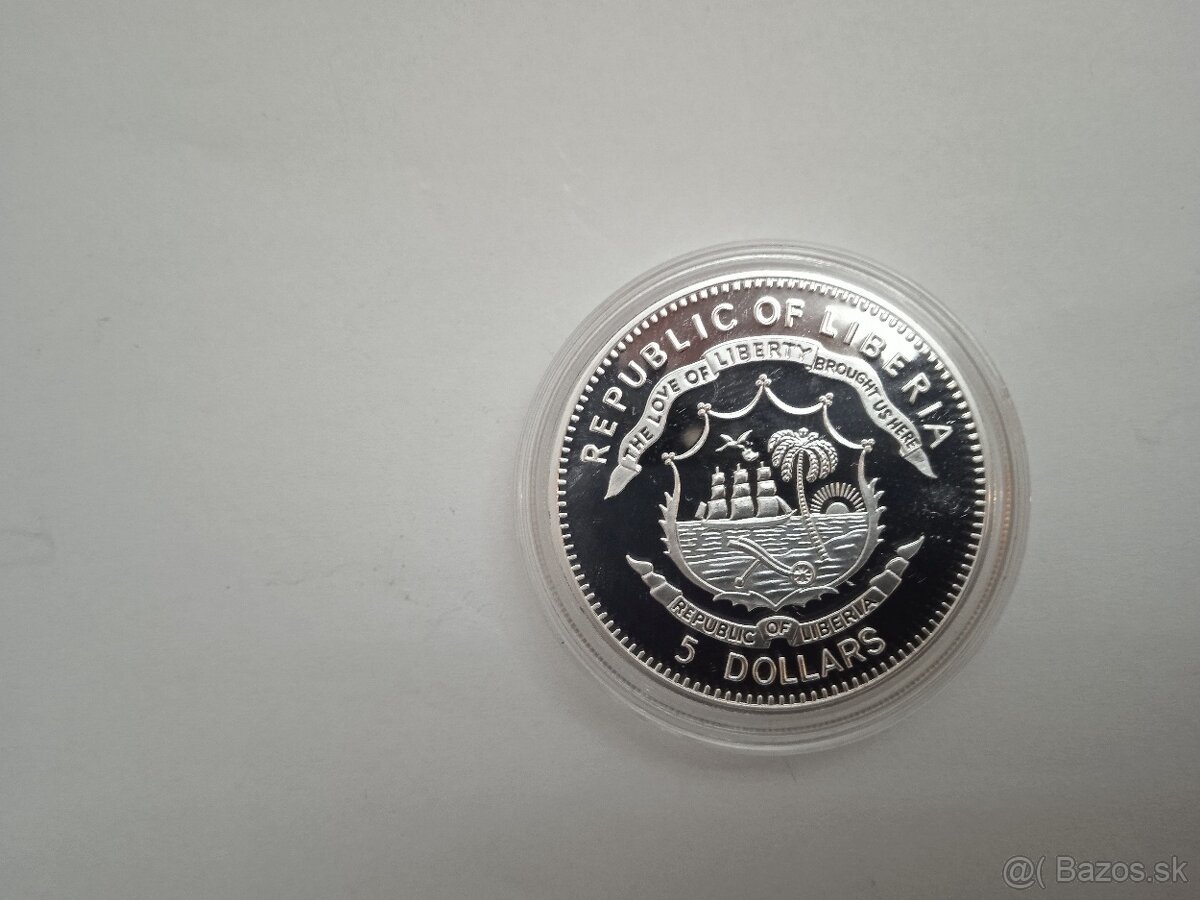 REPUBLIC OF LIBERIA
THE LOVE OF LIBERTY BROUGHT US HERE
REPUBLIC OF LIBERIA
5 DOLLARS
@( Bazos.sk